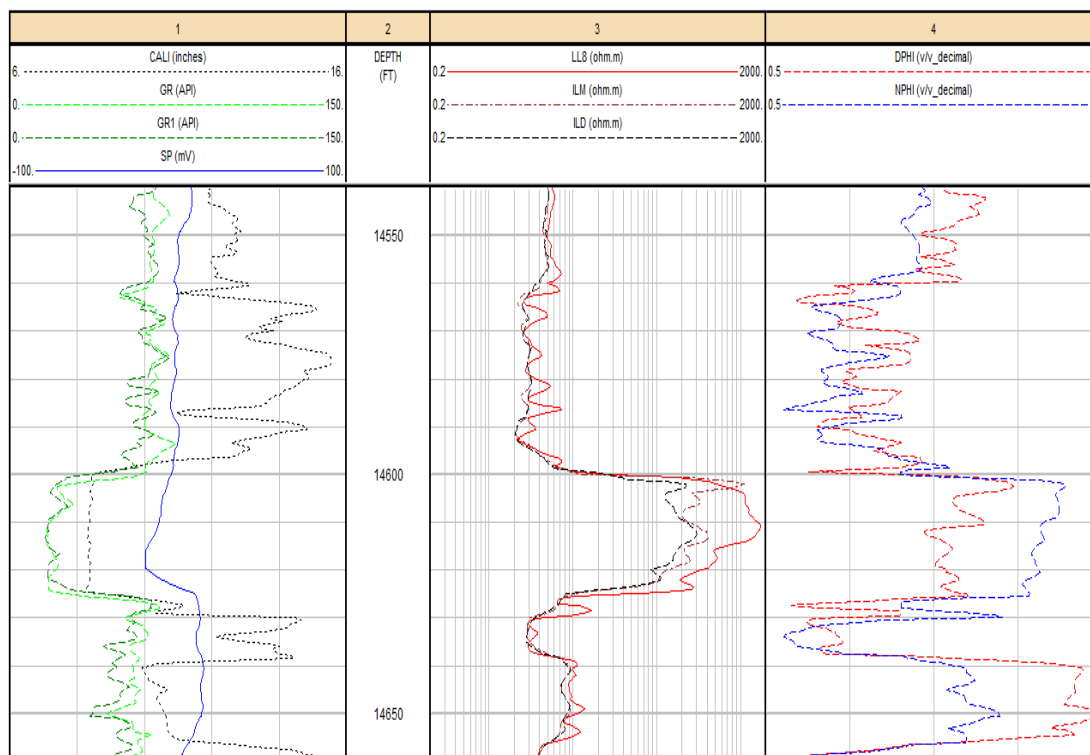 1 2 3 4
CALI (inches)
6. 16.
GR (API)
0. 150.
GR1 (API)
0. 150.
SP (mV)
-100. 100.
DEPTH
(FT)
LL8 (ohm.m)
0.2 2000.
ILM (ohm.m)
0.2 2000.
ILD (ohm.m)
0.2 2000.
DPHI (v/v_decimal)
0.5
NPHI (v/v_decimal)
0.5
14550
14600
14650